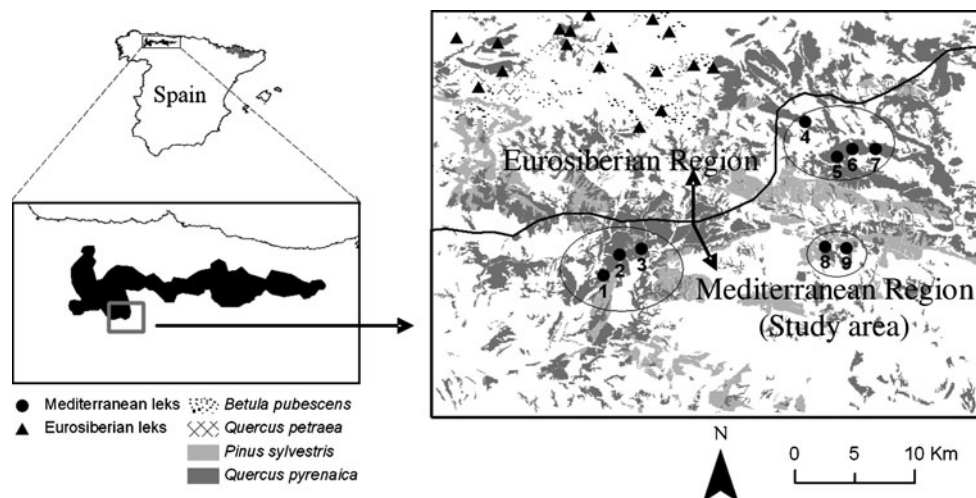 Spain
Mediterranean leks
Eurosiberian leks
Betula pubescens
Quercus petraea
Pinus sylvestris
Quercus pyrenaica
Eurosiberian Region
Mediterranean Region
(Study area)
4
5 6 7
1 2 3
8 9
N
0 5 10 Km